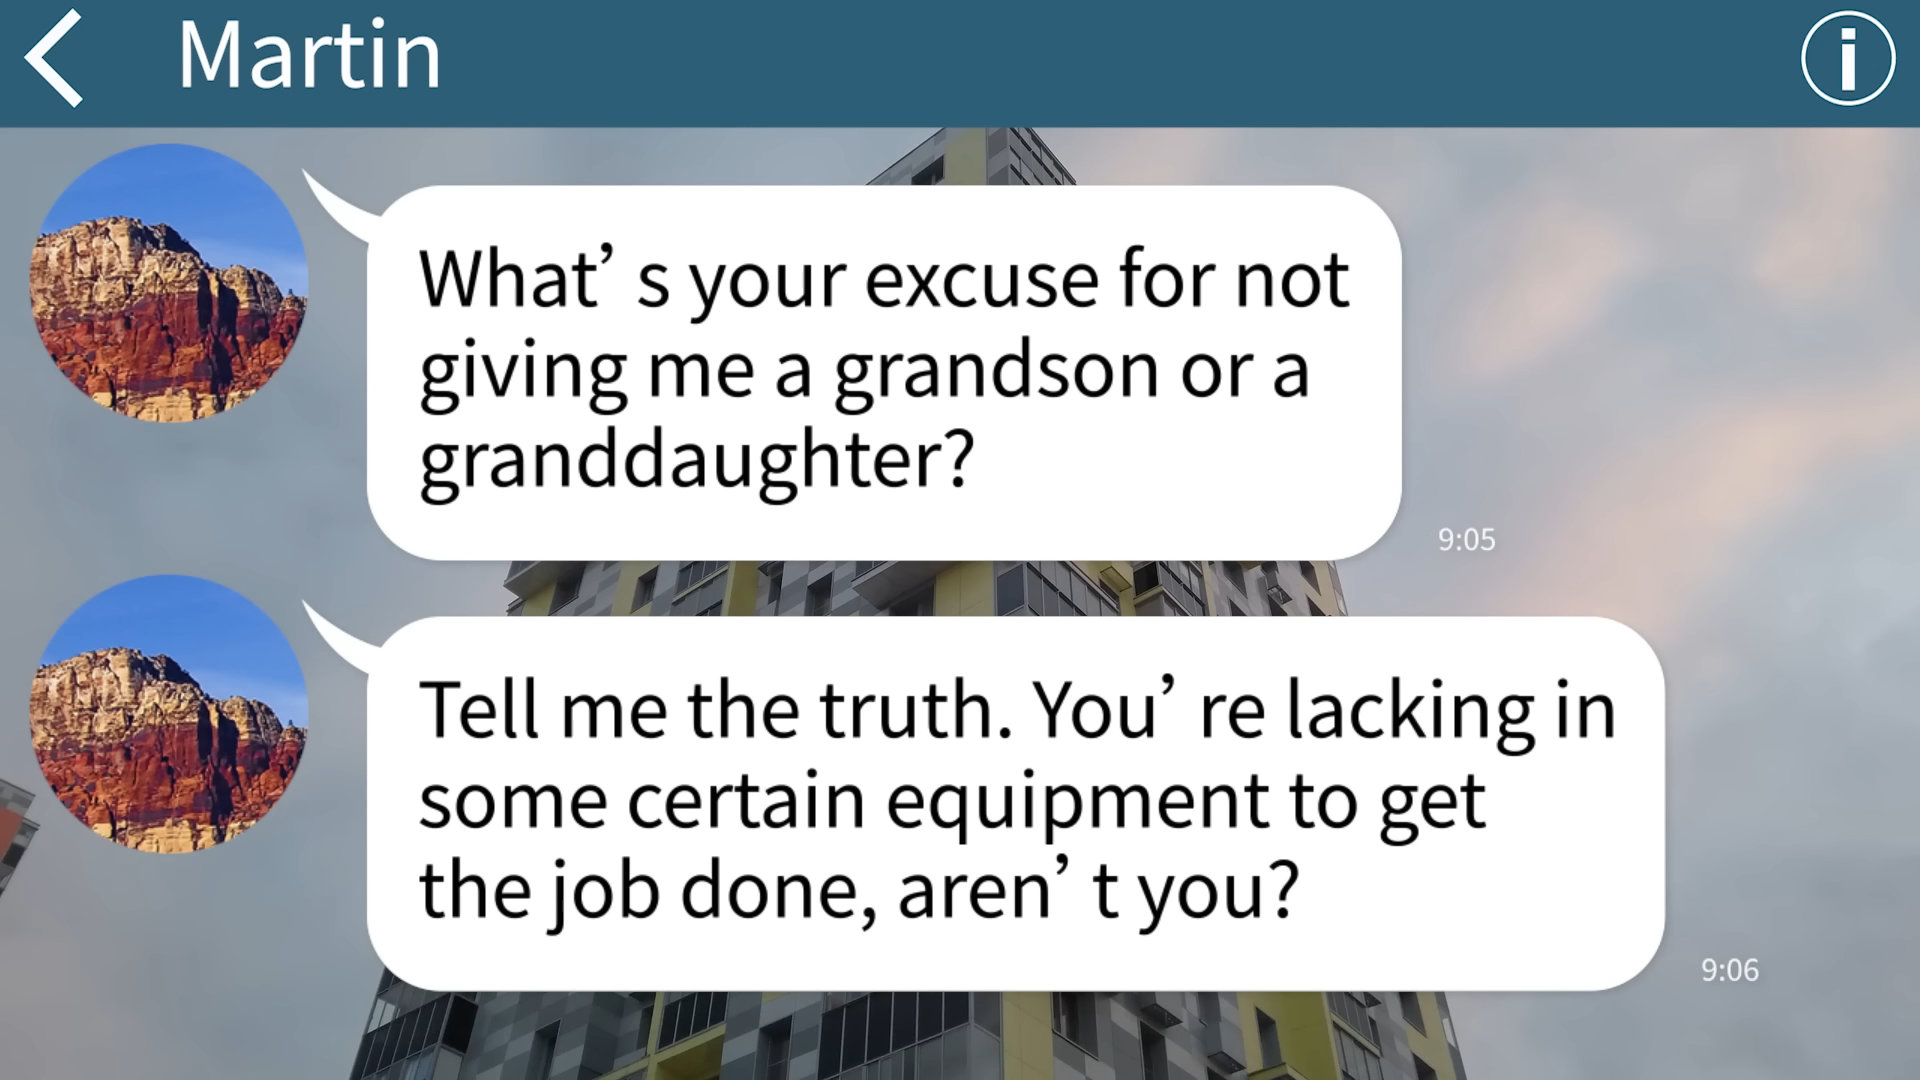 Martin
What’s your excuse for not
giving me a grandson or a
granddaughter?
9:05
Tell me the truth. You’re lacking in
some certain equipment to get
the job done, aren’t you?
9:06